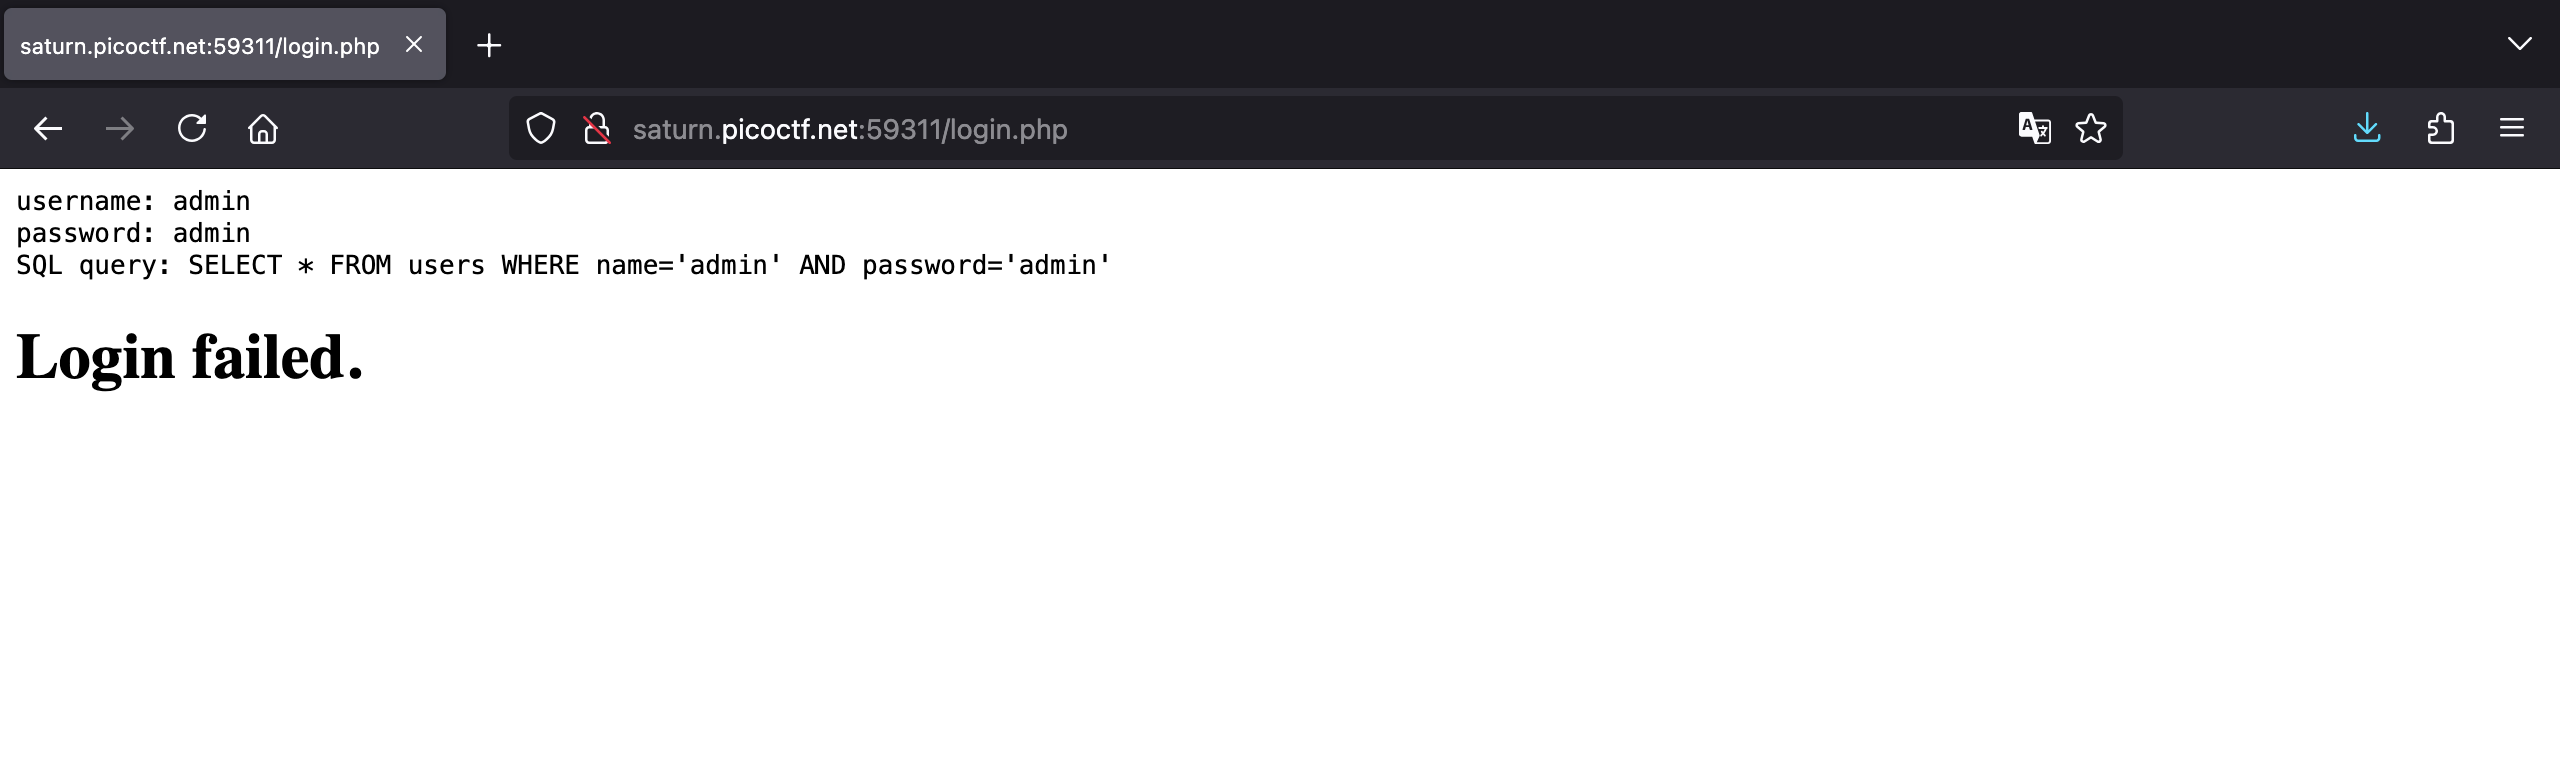 saturn.picoctf.net:59311/login.php
saturn.picoctf.net:59311/login.php
username: admin
password: admin
SQL query: SELECT * FROM users WHERE name='admin' AND password='admin'
Login failed.